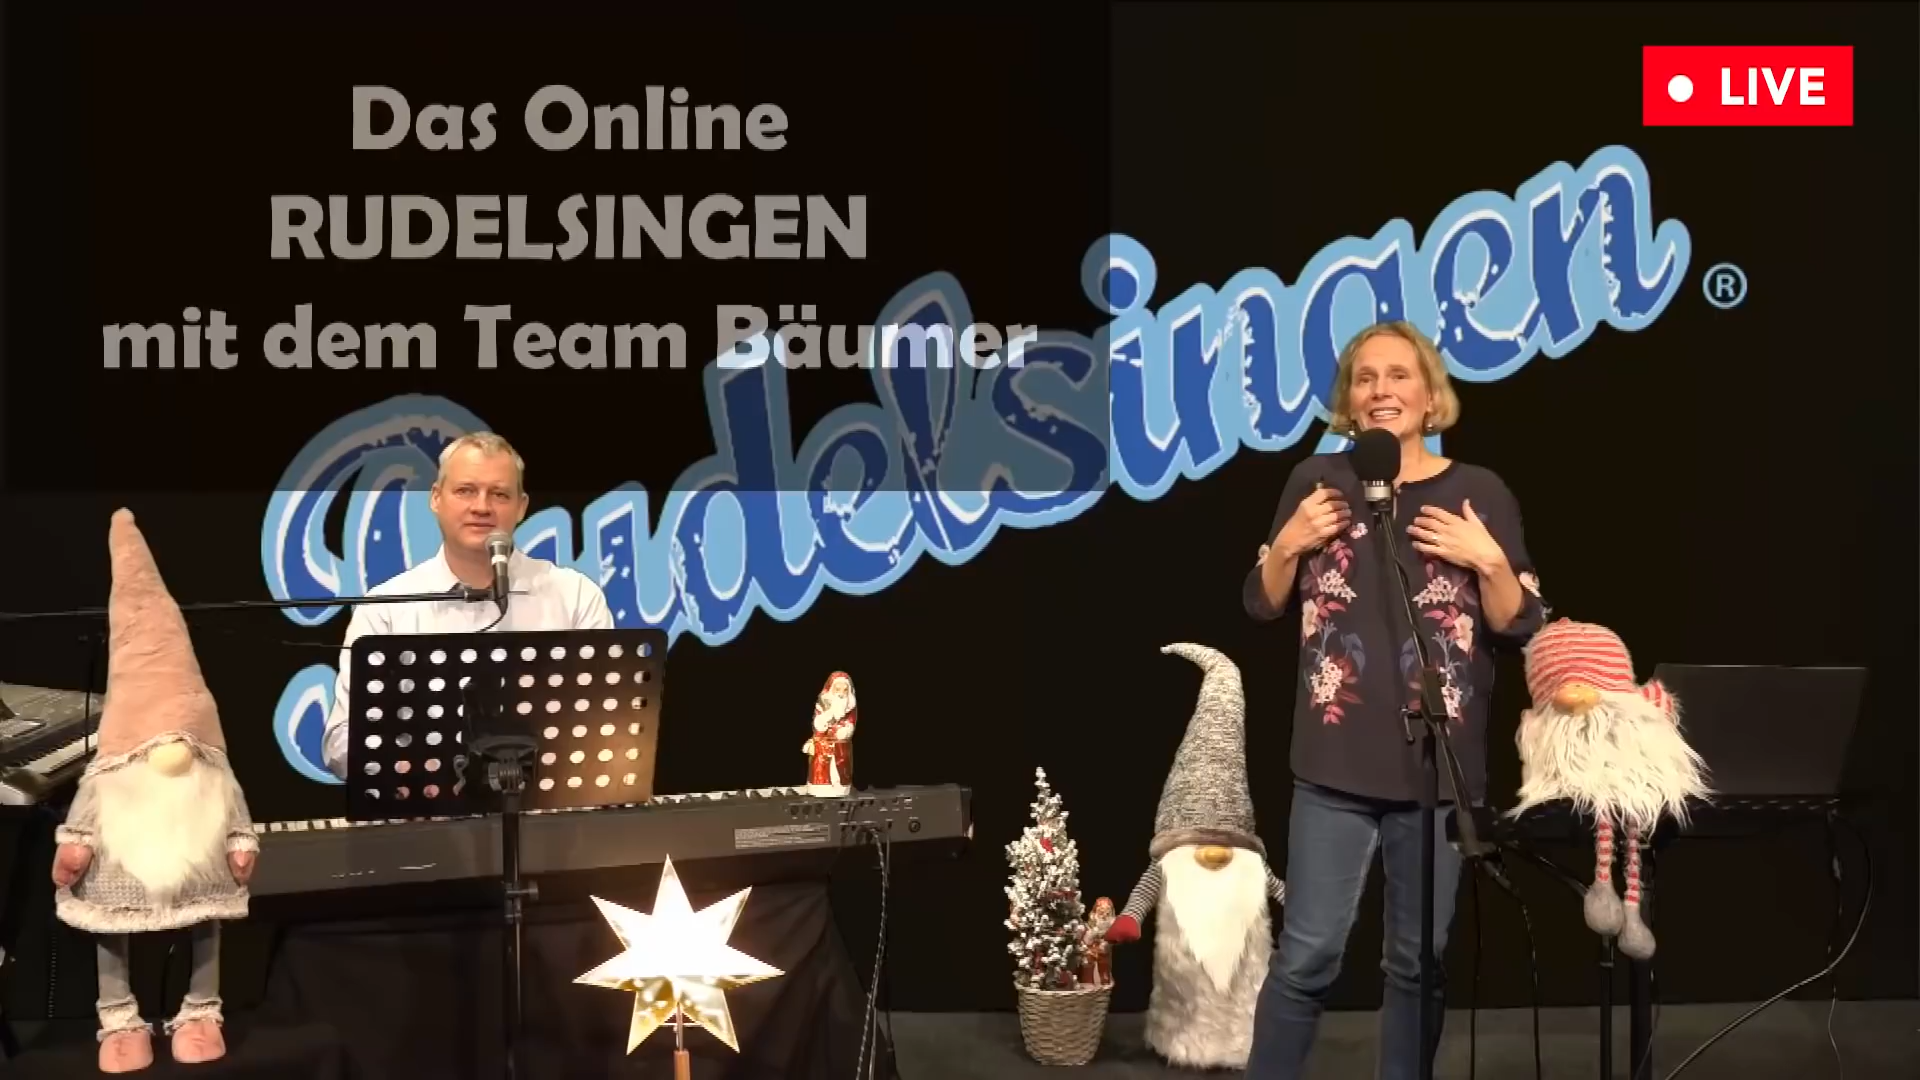 Das Online
RUDELSINGEN
mit dem Team Bäumer
LIVE
Rudelsingen ®